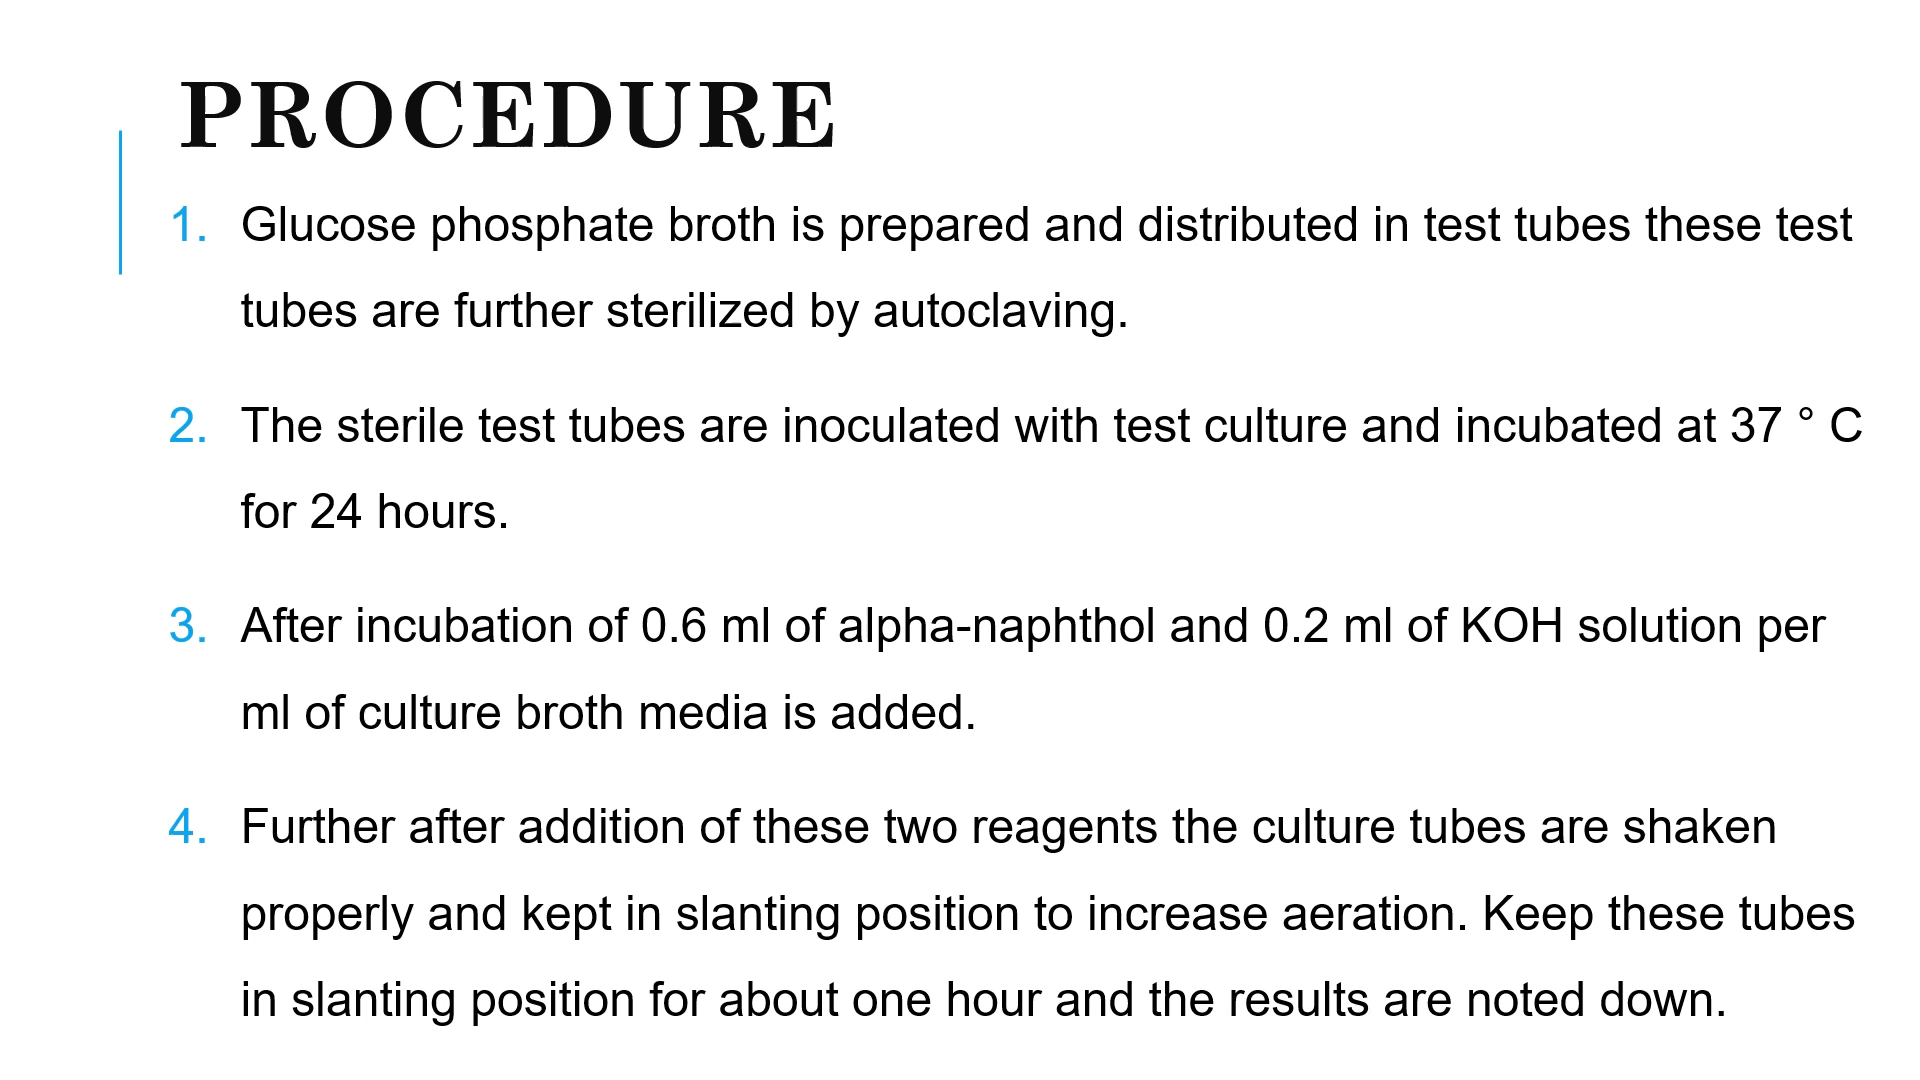 PROCEDURE
1. Glucose phosphate broth is prepared and distributed in test tubes these test
tubes are further sterilized by autoclaving.
2. The sterile test tubes are inoculated with test culture and incubated at 37 ° C
for 24 hours.
3. After incubation of 0.6 ml of alpha-naphthol and 0.2 ml of KOH solution per
ml of culture broth media is added.
4. Further after addition of these two reagents the culture tubes are shaken
properly and kept in slanting position to increase aeration. Keep these tubes
in slanting position for about one hour and the results are noted down.